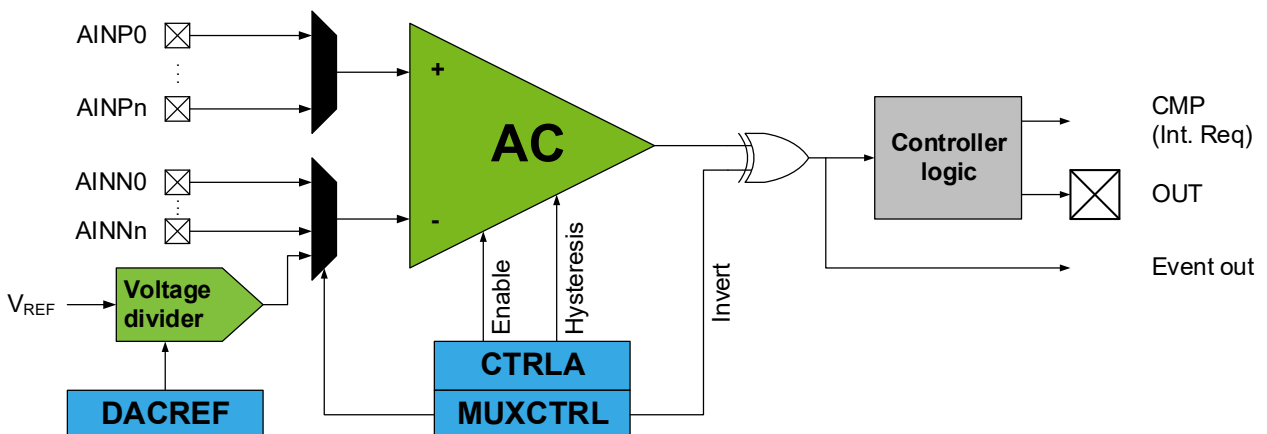 AINP0
⋮
AINPn
AINN0
⋮
AINNn
VREF
Voltage
divider
DACREF
+
AC
-
Enable
Hysteresis
Invert
CTRLA
MUXCTRL
Controller
logic
CMP
(Int. Req)
OUT
Event out